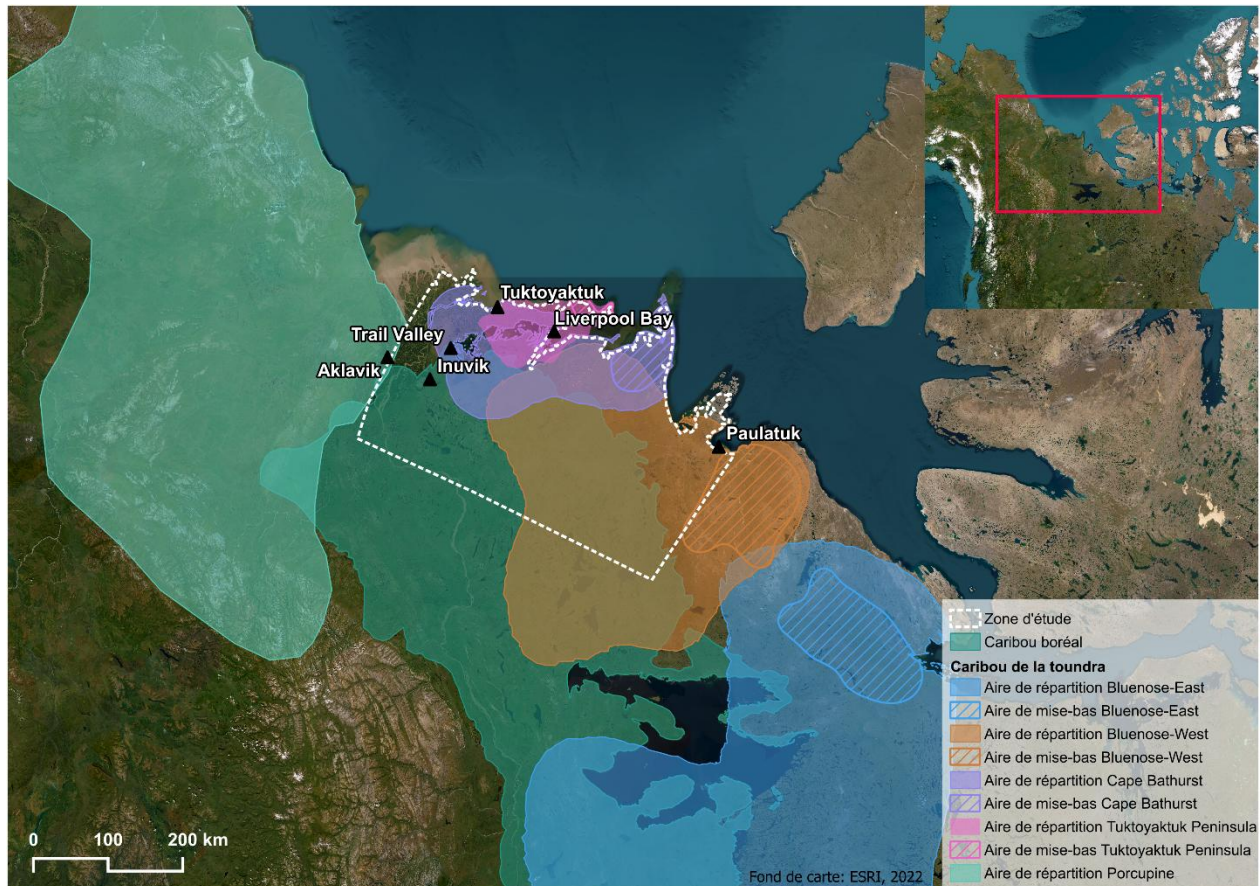 Tuktoyaktuk
Liverpool Bay
Trail Valley
Inuvik
Aklavik
Paulatuk
Zone d'étude
Caribou boréal
Caribou de la toundra
Aire de répartition Bluenose-East
Aire de mise-bas Bluenose-East
Aire de répartition Bluenose-West
Aire de mise-bas Bluenose-West
Aire de répartition Cape Bathurst
Aire de mise-bas Cape Bathurst
Aire de répartition Tuktoyaktuk Peninsula
Aire de mise-bas Tuktoyaktuk Peninsula
Aire de répartition Porcupine
0 100 200 km
Fond de carte: ESRI, 2022